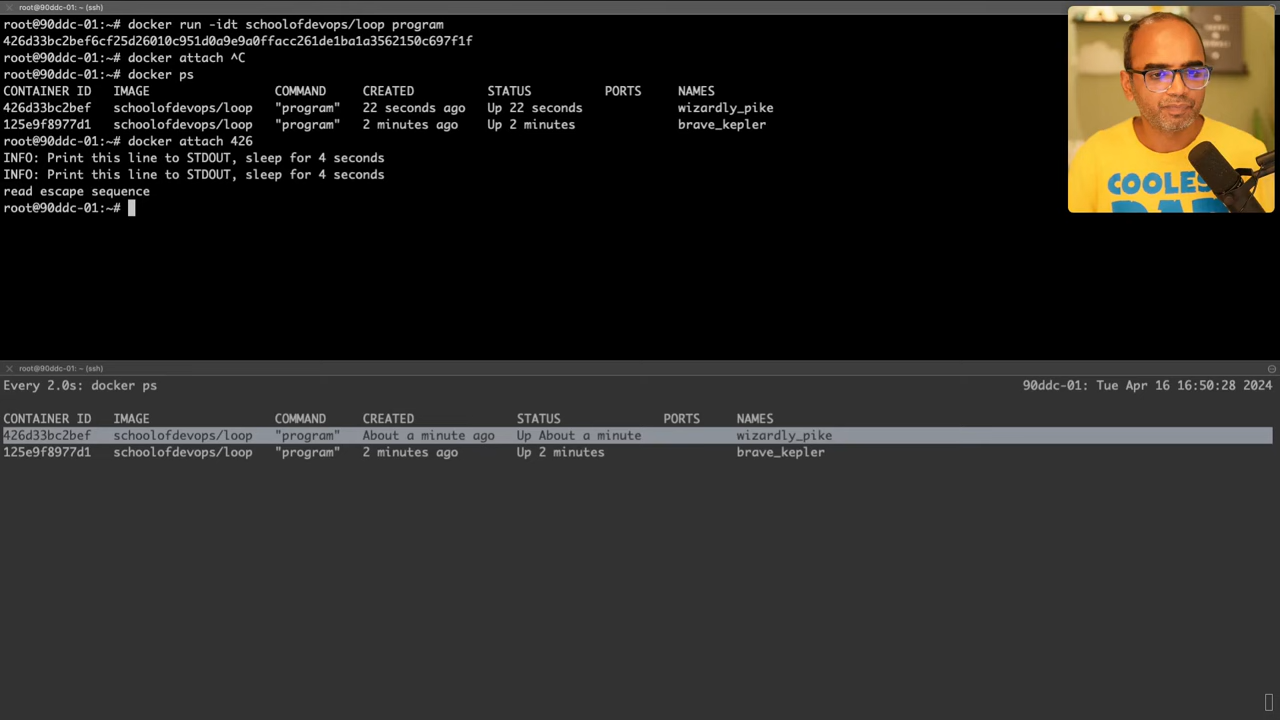 root@90ddc-01: ~ (ssh)
root@90ddc-01:~# docker run -idt schoolofdevops/loop program
426d33bc2bef6cf25d26010c951d0a9e9a0ffacc261de1ba1a3562150c697f1f
root@90ddc-01:~# docker attach ^C
root@90ddc-01:~# docker ps
CONTAINER ID IMAGE COMMAND CREATED STATUS PORTS NAMES
426d33bc2bef schoolofdevops/loop "program" 22 seconds ago Up 22 seconds wizardly_pike
125e9f8977d1 schoolofdevops/loop "program" 2 minutes ago Up 2 minutes brave_kepler
root@90ddc-01:~# docker attach 426
INFO: Print this line to STDOUT, sleep for 4 seconds
INFO: Print this line to STDOUT, sleep for 4 seconds
read escape sequence
root@90ddc-01:~#
COOLES
DAD
root@90ddc-01: ~ (ssh)
Every 2.0s: docker ps 90ddc-01: Tue Apr 16 16:50:28 2024
CONTAINER ID IMAGE COMMAND CREATED STATUS PORTS NAMES
426d33bc2bef schoolofdevops/loop "program" About a minute ago Up About a minute wizardly_pike
125e9f8977d1 schoolofdevops/loop "program" 2 minutes ago Up 2 minutes brave_kepler